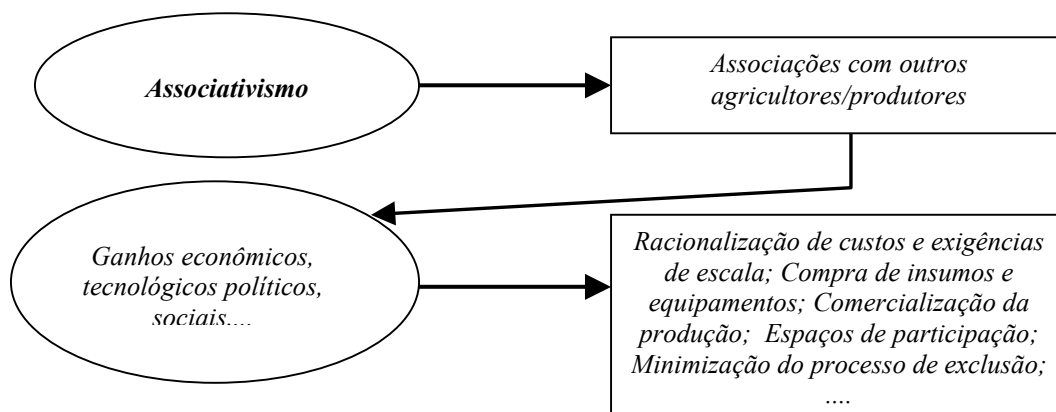 Associativismo
Associações com outros
agricultores/produtores
Ganhos econômicos,
tecnológicos políticos,
sociais....
Racionalização de custos e exigências
de escala; Compra de insumos e
equipamentos; Comercialização da
produção; Espaços de participação;
Minimização do processo de exclusão;
....